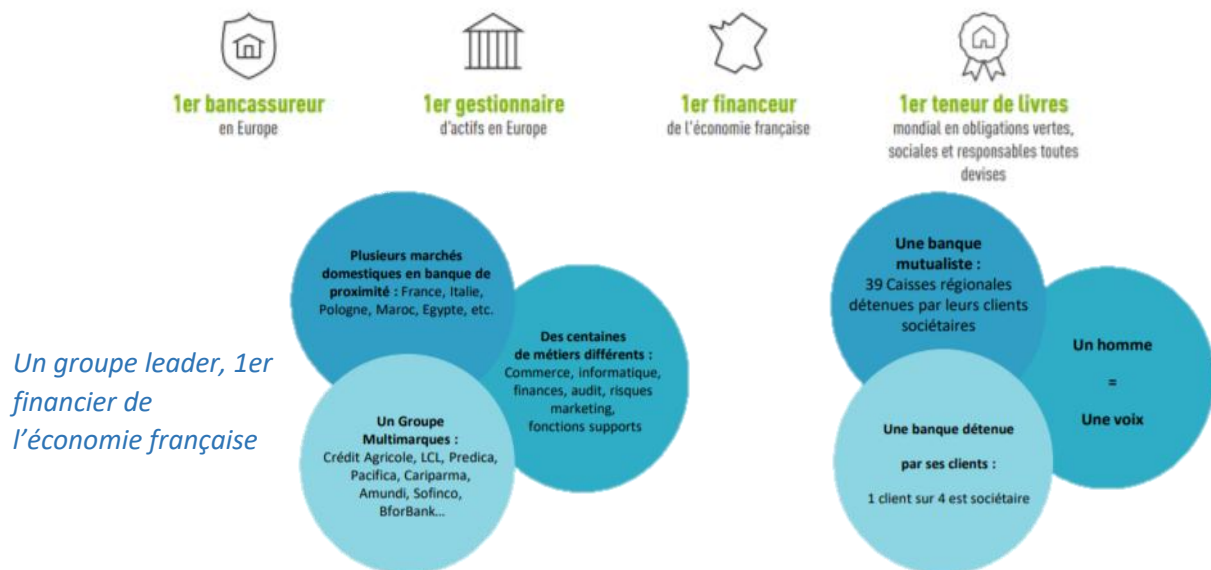 1er bancassureur
en Europe
1er gestionnaire
d'actifs en Europe
1er financeur
de l'économie française
1er teneur de livres
mondial en obligations vertes,
sociales et responsables toutes
devises
Plusieurs marchés
domestiques en banque de
proximité : France, Italie,
Pologne, Maroc, Egypte, etc.
Des centaines
de métiers différents :
Commerce, informatique,
finances, audit, risques
marketing,
fonctions supports
Un Groupe
Multimarques :
Crédit Agricole, LCL, Predica,
Pacifica, Cariparma,
Amundi, Sofinco,
BforBank...
Une banque
mutualiste :
39 Caisses régionales
détenues par leurs clients
sociétaires
Un homme
=
Une voix
Une banque détenue
par ses clients :
1 client sur 4 est sociétaire
Un groupe leader, 1er
financier de
l'économie française